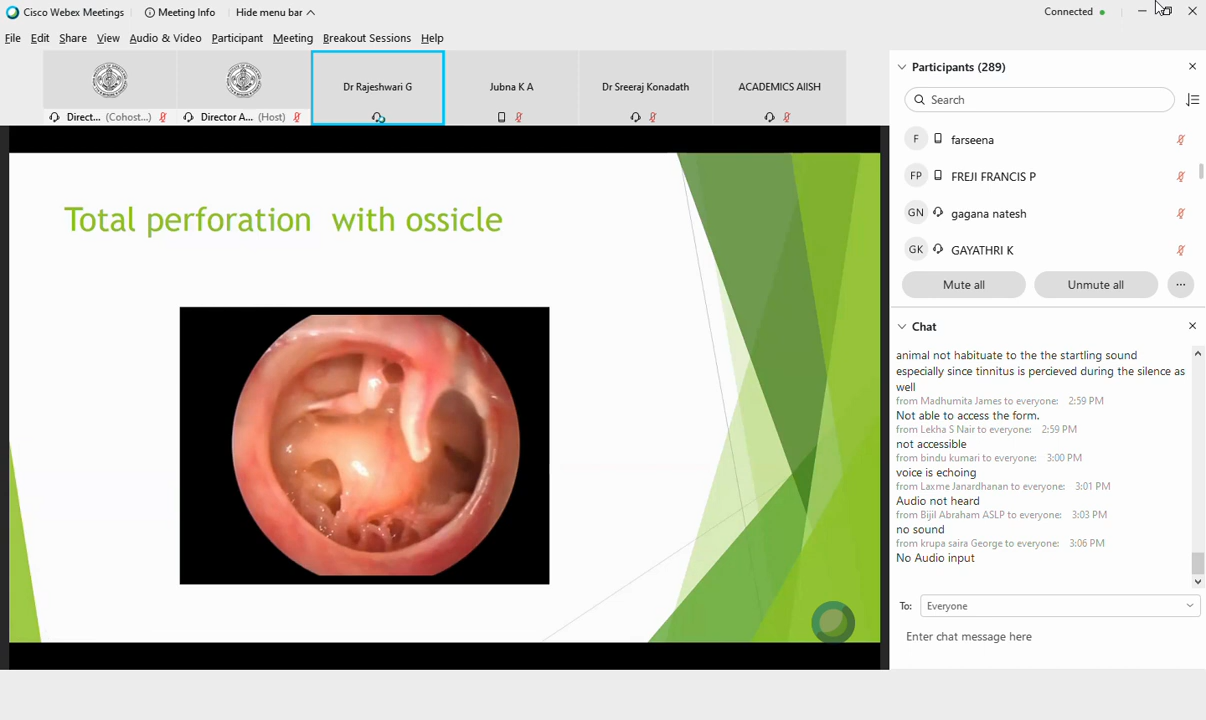 Cisco Webex Meetings
Meeting Info
Hide menu bar
Connected
File Edit Share View Audio & Video Participant Meeting Breakout Sessions Help
Direct... (Cohost...)
Director A... (Host)
Dr Rajeshwari G
Jubna K A
Dr Sreeraj Konadath
ACADEMICS AIISH
Total perforation with ossicle
Participants (289)
Search
F farseena
FP FREJI FRANCIS P
GN gagana natesh
GK GAYATHRI K
Mute all
Unmute all
...
Chat
animal not habituate to the the startling sound
especially since tinnitus is percieved during the silence as
well
from Madhumita James to everyone: 2:59 PM
Not able to access the form.
from Lekha S Nair to everyone: 2:59 PM
not accessible
from bindu kumari to everyone: 3:00 PM
voice is echoing
from Laxme Janardhanan to everyone: 3:01 PM
Audio not heard
from Bijil Abraham ASLP to everyone: 3:03 PM
no sound
from krupa saira George to everyone: 3:06 PM
No Audio input
To: Everyone
Enter chat message here